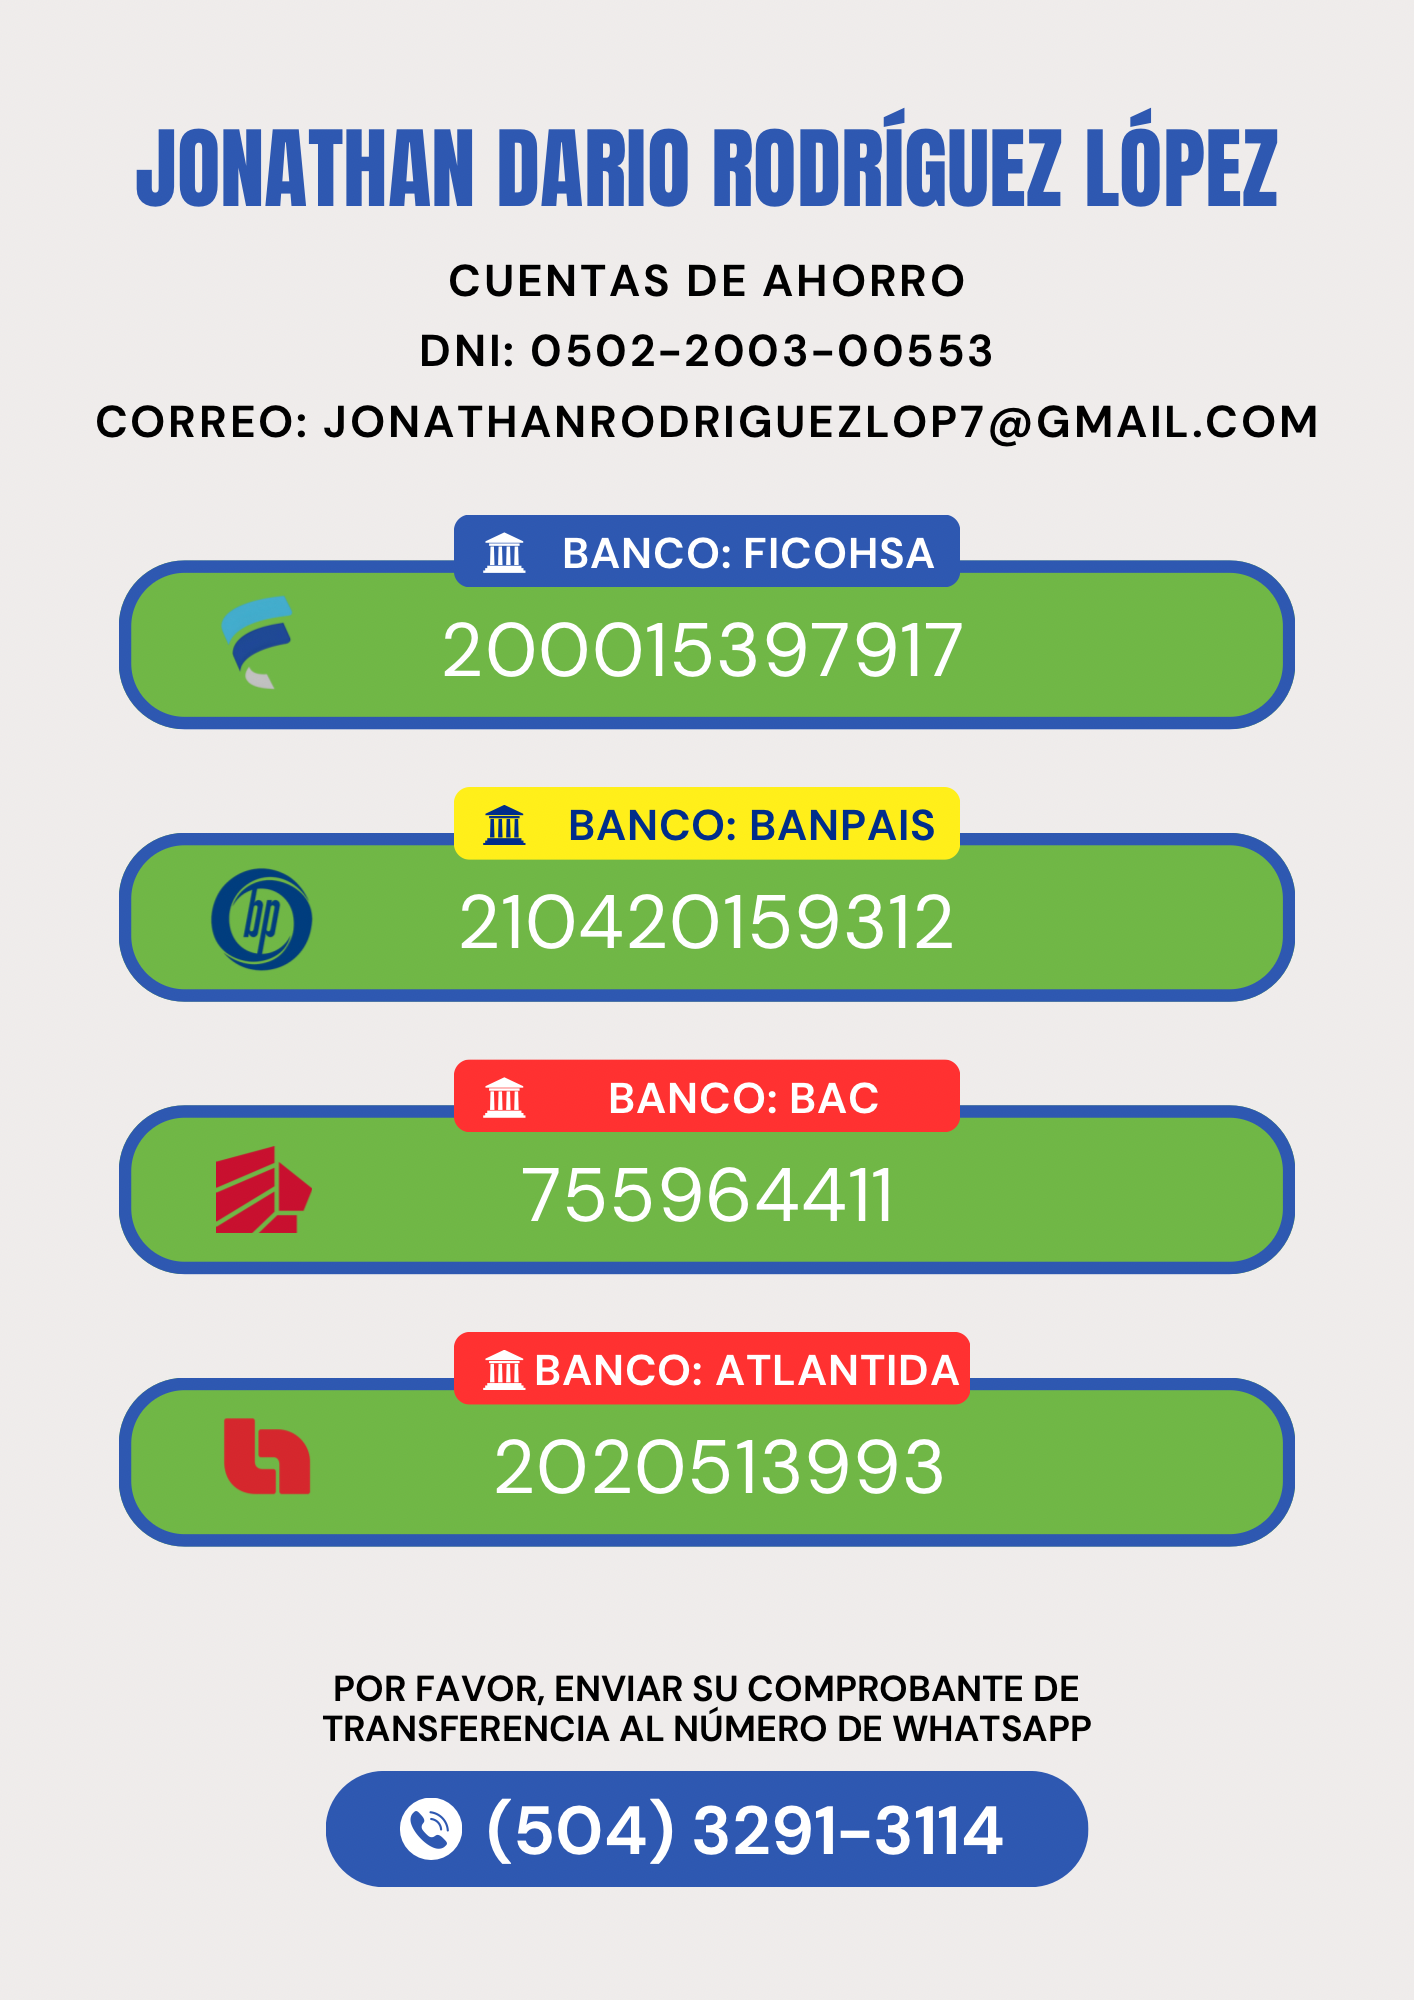 JONATHAN DARIO RODRÍGUEZ LÓPEZ
CUENTAS DE AHORRO
DNI: 0502-2003-00553
CORREO: JONATHANRODRIGUEZLOP7@GMAIL.COM
BANCO: FICOHSA
200015397917
BANCO: BANPAIS
bp
210420159312
BANCO: BAC
755964411
BANCO: ATLANTIDA
2020513993
POR FAVOR, ENVIAR SU COMPROBANTE DE
TRANSFERENCIA AL NÚMERO DE WHATSAPP
(504) 3291-3114